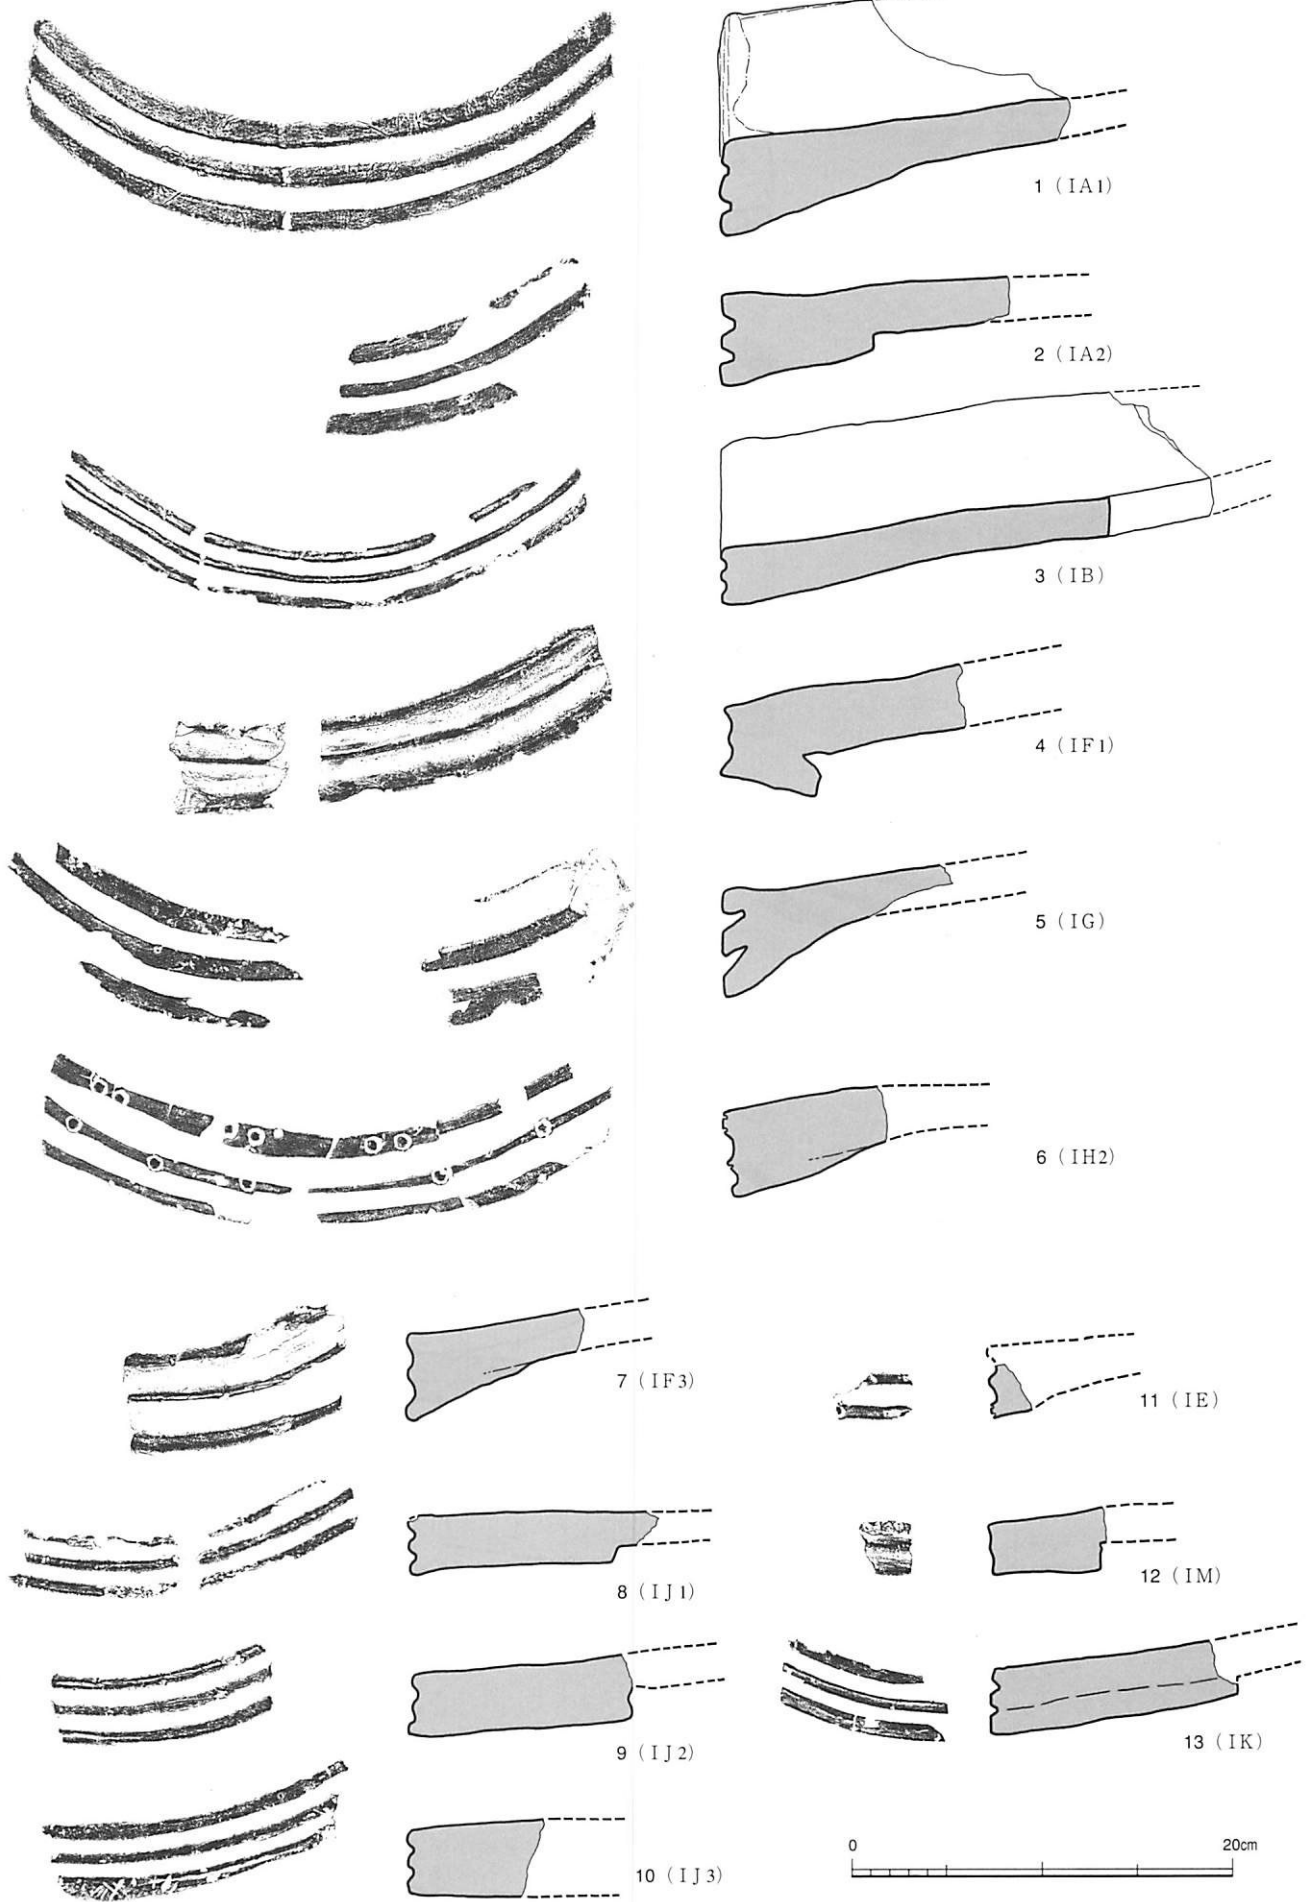 1 (IA1)
2 (IA2)
3 (IB)
4 (IF1)
5 (IG)
6 (IH2)
7 (IF3)
11 (IE)
8 (IJ1)
12 (IM)
9 (IJ2)
13 (IK)
10 (IJ3)
0 20cm